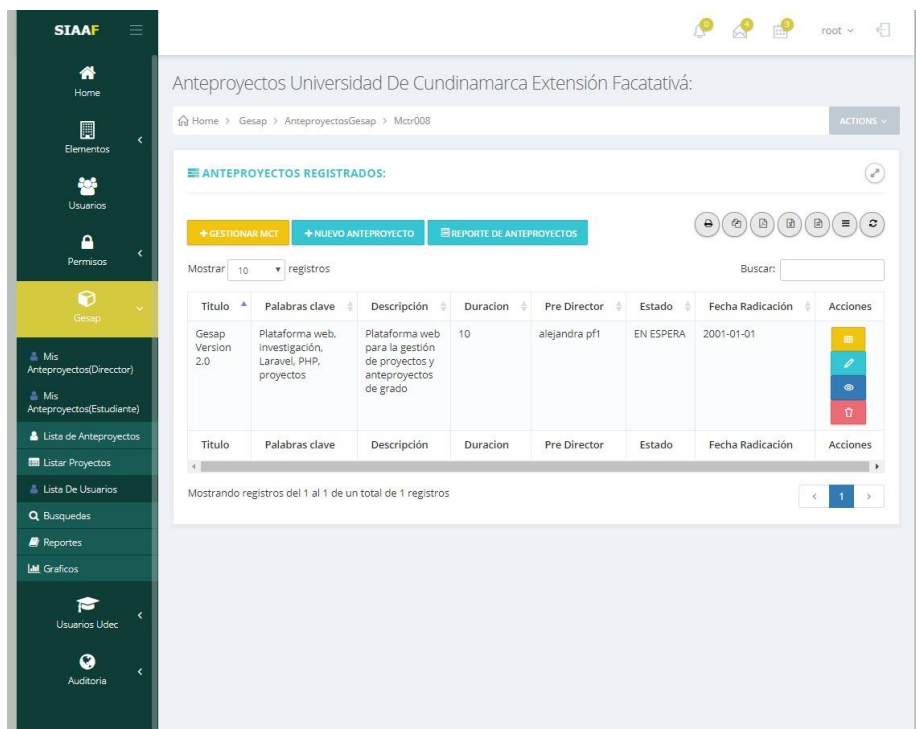 SIAAF
0
4
3
root
Home
Elementos
Usuarios
Permisos
Gesap
Mis
Anteproyectos(Direcctor)
Mis
Anteproyectos(Estudiante)
Lista de Anteproyectos
Listar Proyectos
Lista De Usuarios
Busquedas
Reportes
Graficos
Usuarios Udec
Auditoria
Anteproyectos Universidad De Cundinamarca Extensión Facatativá:
Home > Gesap > AnteproyectosGesap > Mctr008
ACTIONS
ANTEPROYECTOS REGISTRADOS:
+ GESTIONAR MCT
+ NUEVO ANTEPROYECTO
REPORTE DE ANTEPROYECTOS
Mostrar 10 registros
Buscar:
Titulo Palabras clave Descripción Duracion Pre Director Estado Fecha Radicación Acciones
Gesap Plataforma web, Plataforma web 10 alejandra pf1 EN ESPERA 2001-01-01
Version investigación, para la gestión
2.0 Laravel, PHP, de proyectos y
proyectos anteproyectos
de grado
Titulo Palabras clave Descripción Duracion Pre Director Estado Fecha Radicación Acciones
Mostrando registros del 1 al 1 de un total de 1 registros
< 1 >